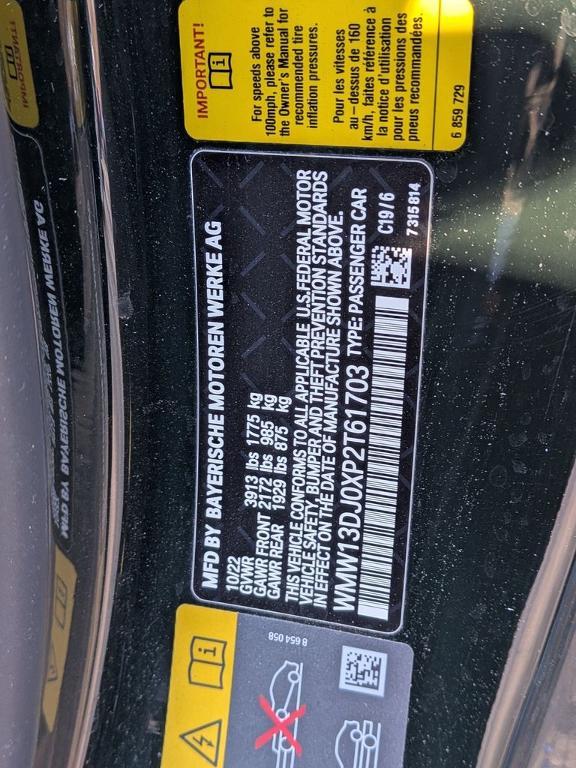 IMPORTANT!
For speeds above
100mph, please refer to
the Owner's Manual for
recommended tire
inflation pressures.
Pour les vitesses
au - dessus de 160
km/h, faites référence à
la notice d'utilisation
pour les pressions des
pneus recommandées.
6 859 729
MFD BY BAYERISCHE MOTOREN WERKE AG
10/22
GVWR 3913 lbs 1775 kg
GAWR FRONT 2172 lbs 985 kg
GAWR REAR 1929 lbs 875 kg
THIS VEHICLE CONFORMS TO ALL APPLICABLE U.S.FEDERAL MOTOR
VEHICLE SAFETY, BUMPER AND THEFT PREVENTION STANDARDS
IN EFFECT ON THE DATE OF MANUFACTURE SHOWN ABOVE.
WMW13DJ0XP2T61703 TYPE: PASSENGER CAR
C19/6
7 315 814
8 654 058